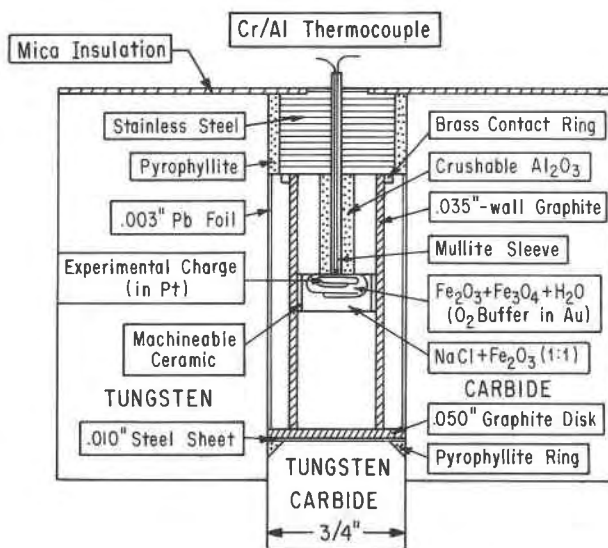 Cr/Al Thermocouple
Mica Insulation
Stainless Steel
Brass Contact Ring
Pyrophyllite
Crushable Al₂O₃
.003" Pb Foil
.035"-wall Graphite
Mullite Sleeve
Experimental Charge
(in Pt)
Fe₂O₃+Fe₃O₄+H₂O
(O₂ Buffer in Au)
Machineable
Ceramic
NaCl+Fe₂O₃(1:1)
TUNGSTEN
CARBIDE
.050" Graphite Disk
.010" Steel Sheet
Pyrophyllite Ring
TUNGSTEN
CARBIDE
3/4"